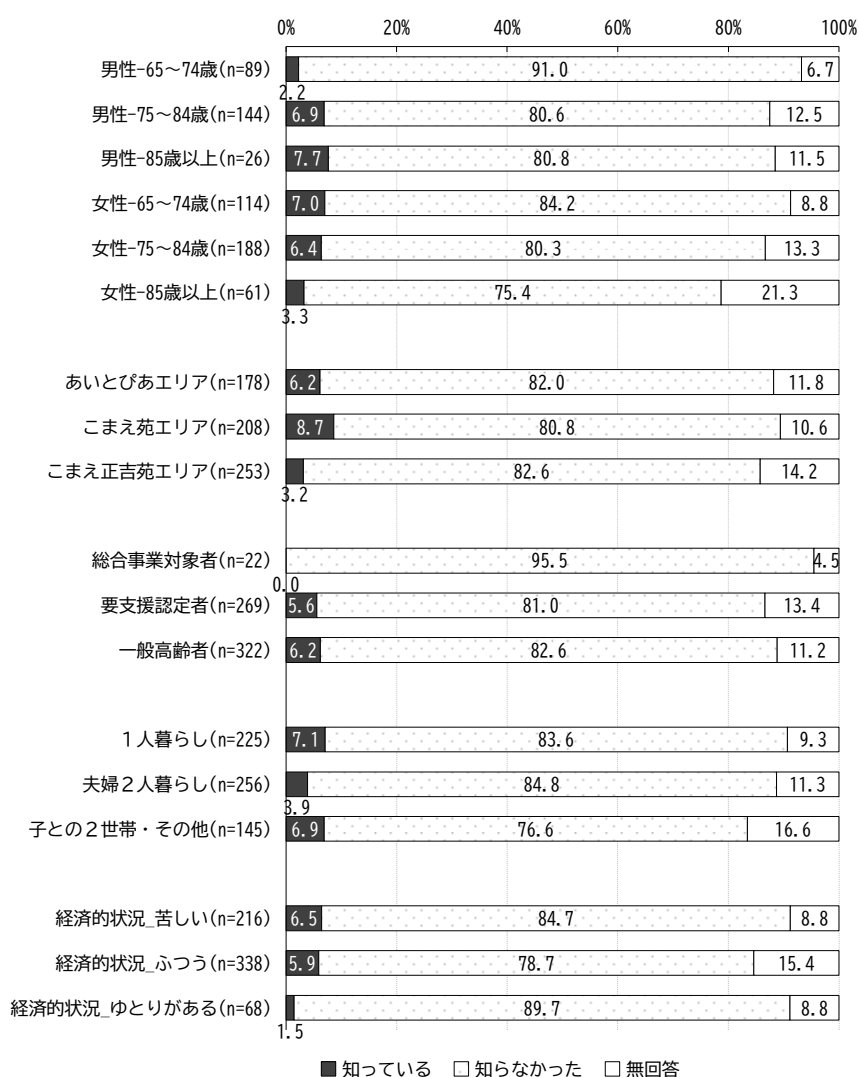 0% 20% 40% 60% 80% 100%
男性-65～74歳(n=89) 2.2 91.0 6.7
男性-75～84歳(n=144) 6.9 80.6 12.5
男性-85歳以上(n=26) 7.7 80.8 11.5
女性-65～74歳(n=114) 7.0 84.2 8.8
女性-75～84歳(n=188) 6.4 80.3 13.3
女性-85歳以上(n=61) 3.3 75.4 21.3
あいとぴあエリア(n=178) 6.2 82.0 11.8
こまえ苑エリア(n=208) 8.7 80.8 10.6
こまえ正吉苑エリア(n=253) 3.2 82.6 14.2
総合事業対象者(n=22) 0.0 95.5 4.5
要支援認定者(n=269) 5.6 81.0 13.4
一般高齢者(n=322) 6.2 82.6 11.2
１人暮らし(n=225) 7.1 83.6 9.3
夫婦２人暮らし(n=256) 3.9 84.8 11.3
子との２世帯・その他(n=145) 6.9 76.6 16.6
経済的状況_苦しい(n=216) 6.5 84.7 8.8
経済的状況_ふつう(n=338) 5.9 78.7 15.4
経済的状況_ゆとりがある(n=68) 1.5 89.7 8.8
知っている 知らなかった 無回答